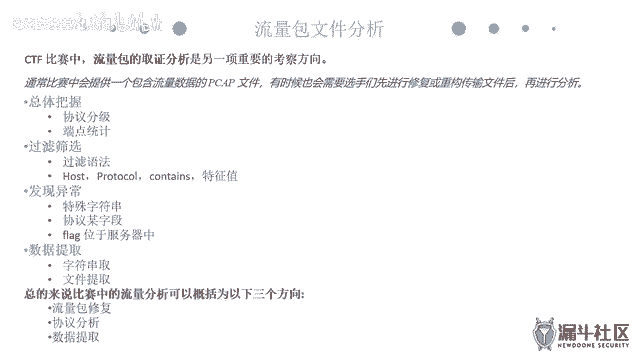 流量包文件分析
CTF 比赛中，流量包的取证分析是另一项重要的考察方向。
通常比赛中会提供一个包含流量数据的 PCAP 文件，有时候也会需要选手们先进行修复或重构传输文件后，再进行分析。
•总体把握
• 协议分级
• 端点统计
•过滤筛选
• 过滤语法
• Host，Protocol，contains，特征值
•发现异常
• 特殊字符串
• 协议某字段
• flag 位于服务器中
•数据提取
• 字符串取
• 文件提取
总的来说比赛中的流量分析可以概括为以下三个方向:
•流量包修复
•协议分析
•数据提取
漏斗社区
NEWDOONE SECURITY